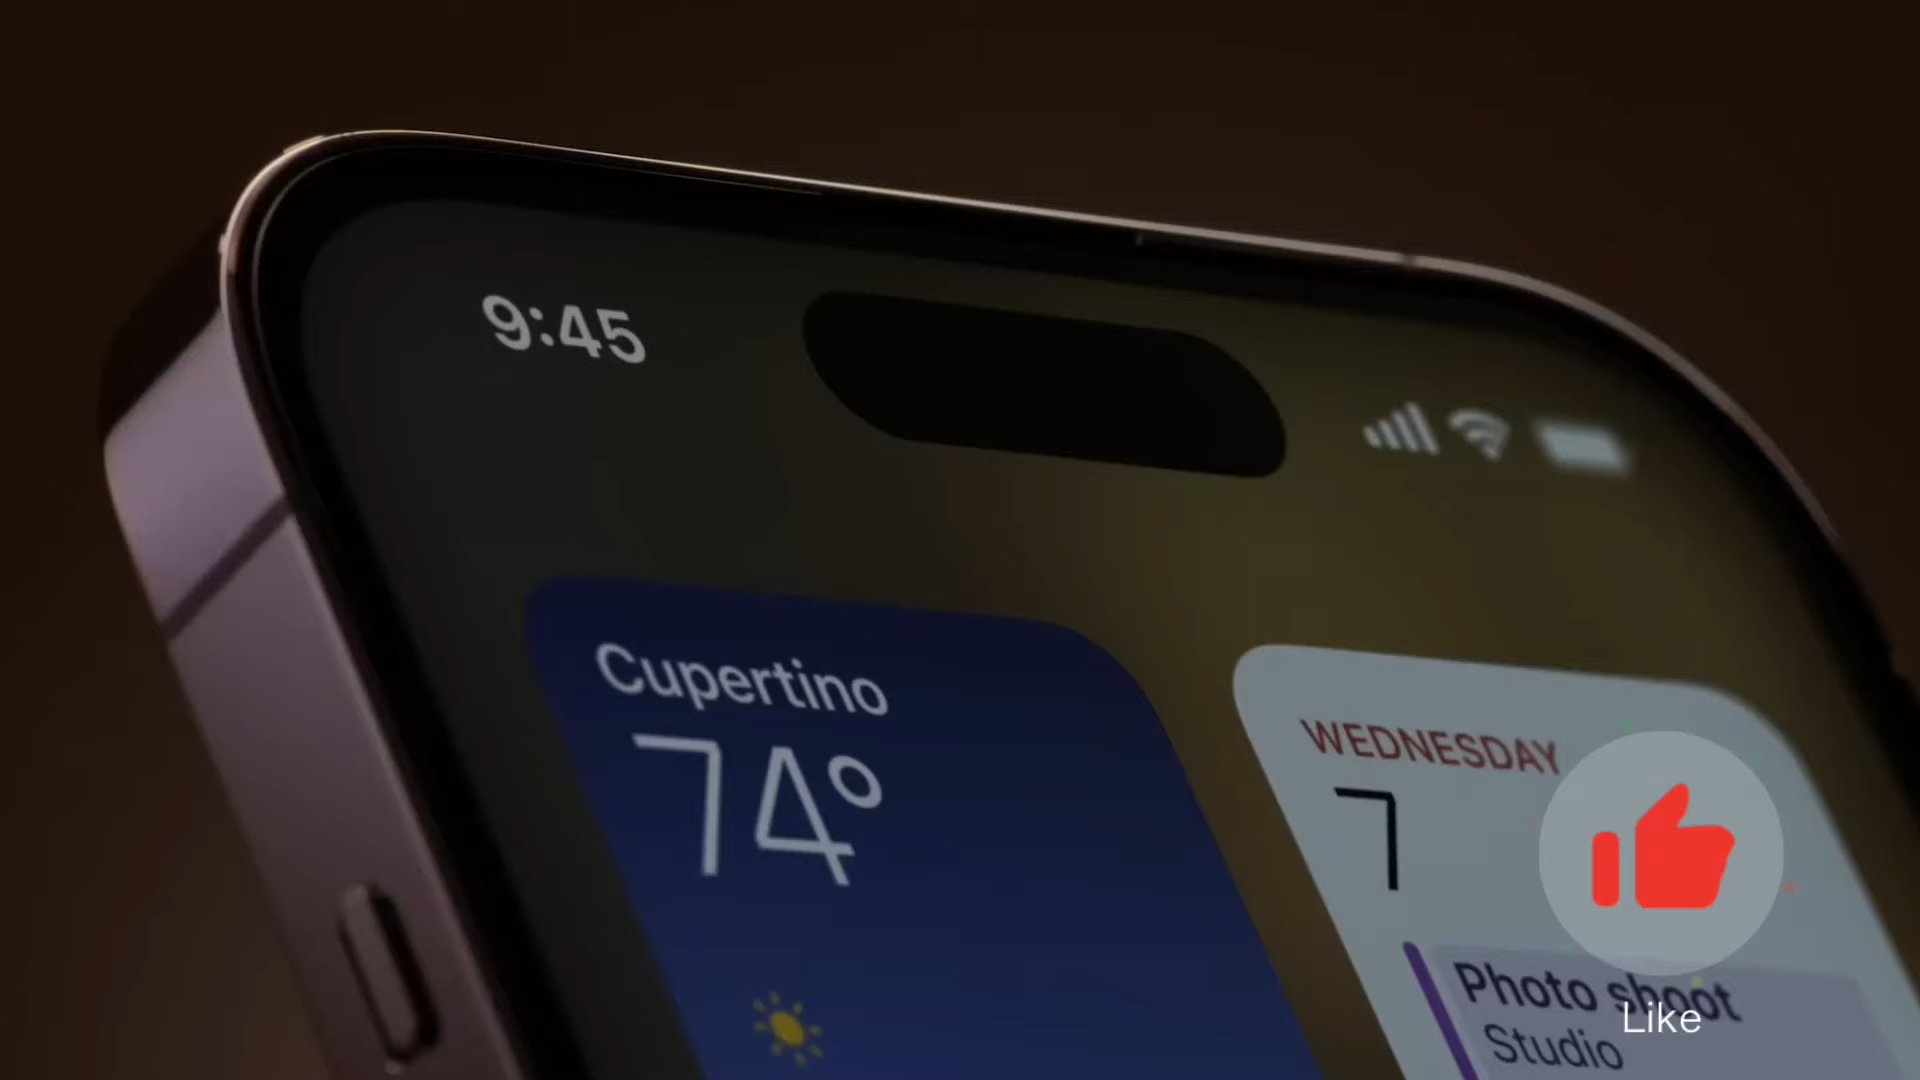 9:45
Cupertino
74°
WEDNESDAY
7
Photo shoot
Studio
Like